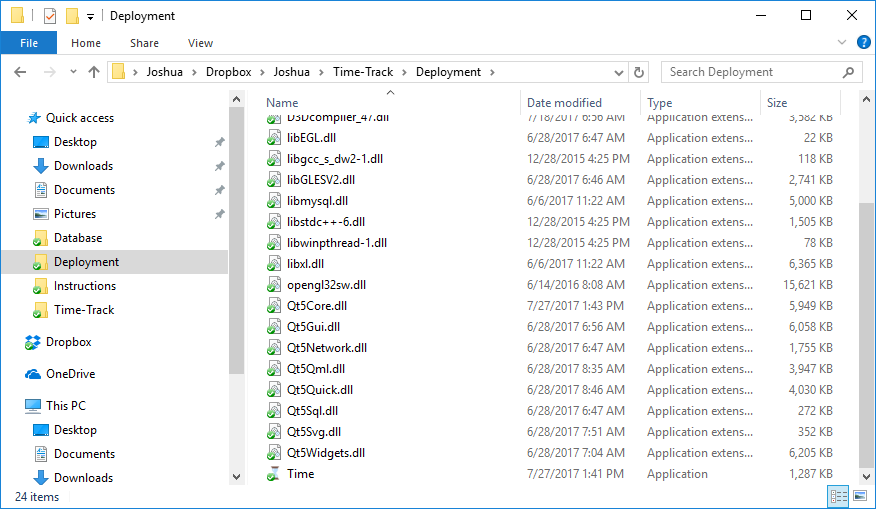 Deployment
File Home Share View
Joshua Dropbox Joshua Time-Track Deployment Search Deployment
Name Date modified Type Size
Quick access
Desktop
Downloads
Documents
Pictures
Database
Deployment
Instructions
Time-Track
Dropbox
OneDrive
This PC
Desktop
Documents
Downloads
D3Dcompiler_47.dll 7/18/2017 6:56 AM Application extens... 3,582 KB
libEGL.dll 6/28/2017 6:47 AM Application extens... 22 KB
libgcc_s_dw2-1.dll 12/28/2015 4:25 PM Application extens... 118 KB
libGLESV2.dll 6/28/2017 6:46 AM Application extens... 2,741 KB
libmysql.dll 6/6/2017 11:22 AM Application extens... 5,000 KB
libstdc++-6.dll 12/28/2015 4:25 PM Application extens... 1,505 KB
libwinpthread-1.dll 12/28/2015 4:25 PM Application extens... 78 KB
libxl.dll 6/6/2017 11:22 AM Application extens... 6,365 KB
opengl32sw.dll 6/14/2016 8:08 AM Application extens... 15,621 KB
Qt5Core.dll 7/27/2017 1:43 PM Application extens... 5,949 KB
Qt5Gui.dll 6/28/2017 6:56 AM Application extens... 6,058 KB
Qt5Network.dll 6/28/2017 6:47 AM Application extens... 1,755 KB
Qt5Qml.dll 6/28/2017 8:35 AM Application extens... 3,947 KB
Qt5Quick.dll 6/28/2017 8:46 AM Application extens... 4,030 KB
Qt5Sql.dll 6/28/2017 6:47 AM Application extens... 272 KB
Qt5Svg.dll 6/28/2017 7:51 AM Application extens... 352 KB
Qt5Widgets.dll 6/28/2017 7:04 AM Application extens... 6,205 KB
Time 7/27/2017 1:41 PM Application 1,287 KB
24 items